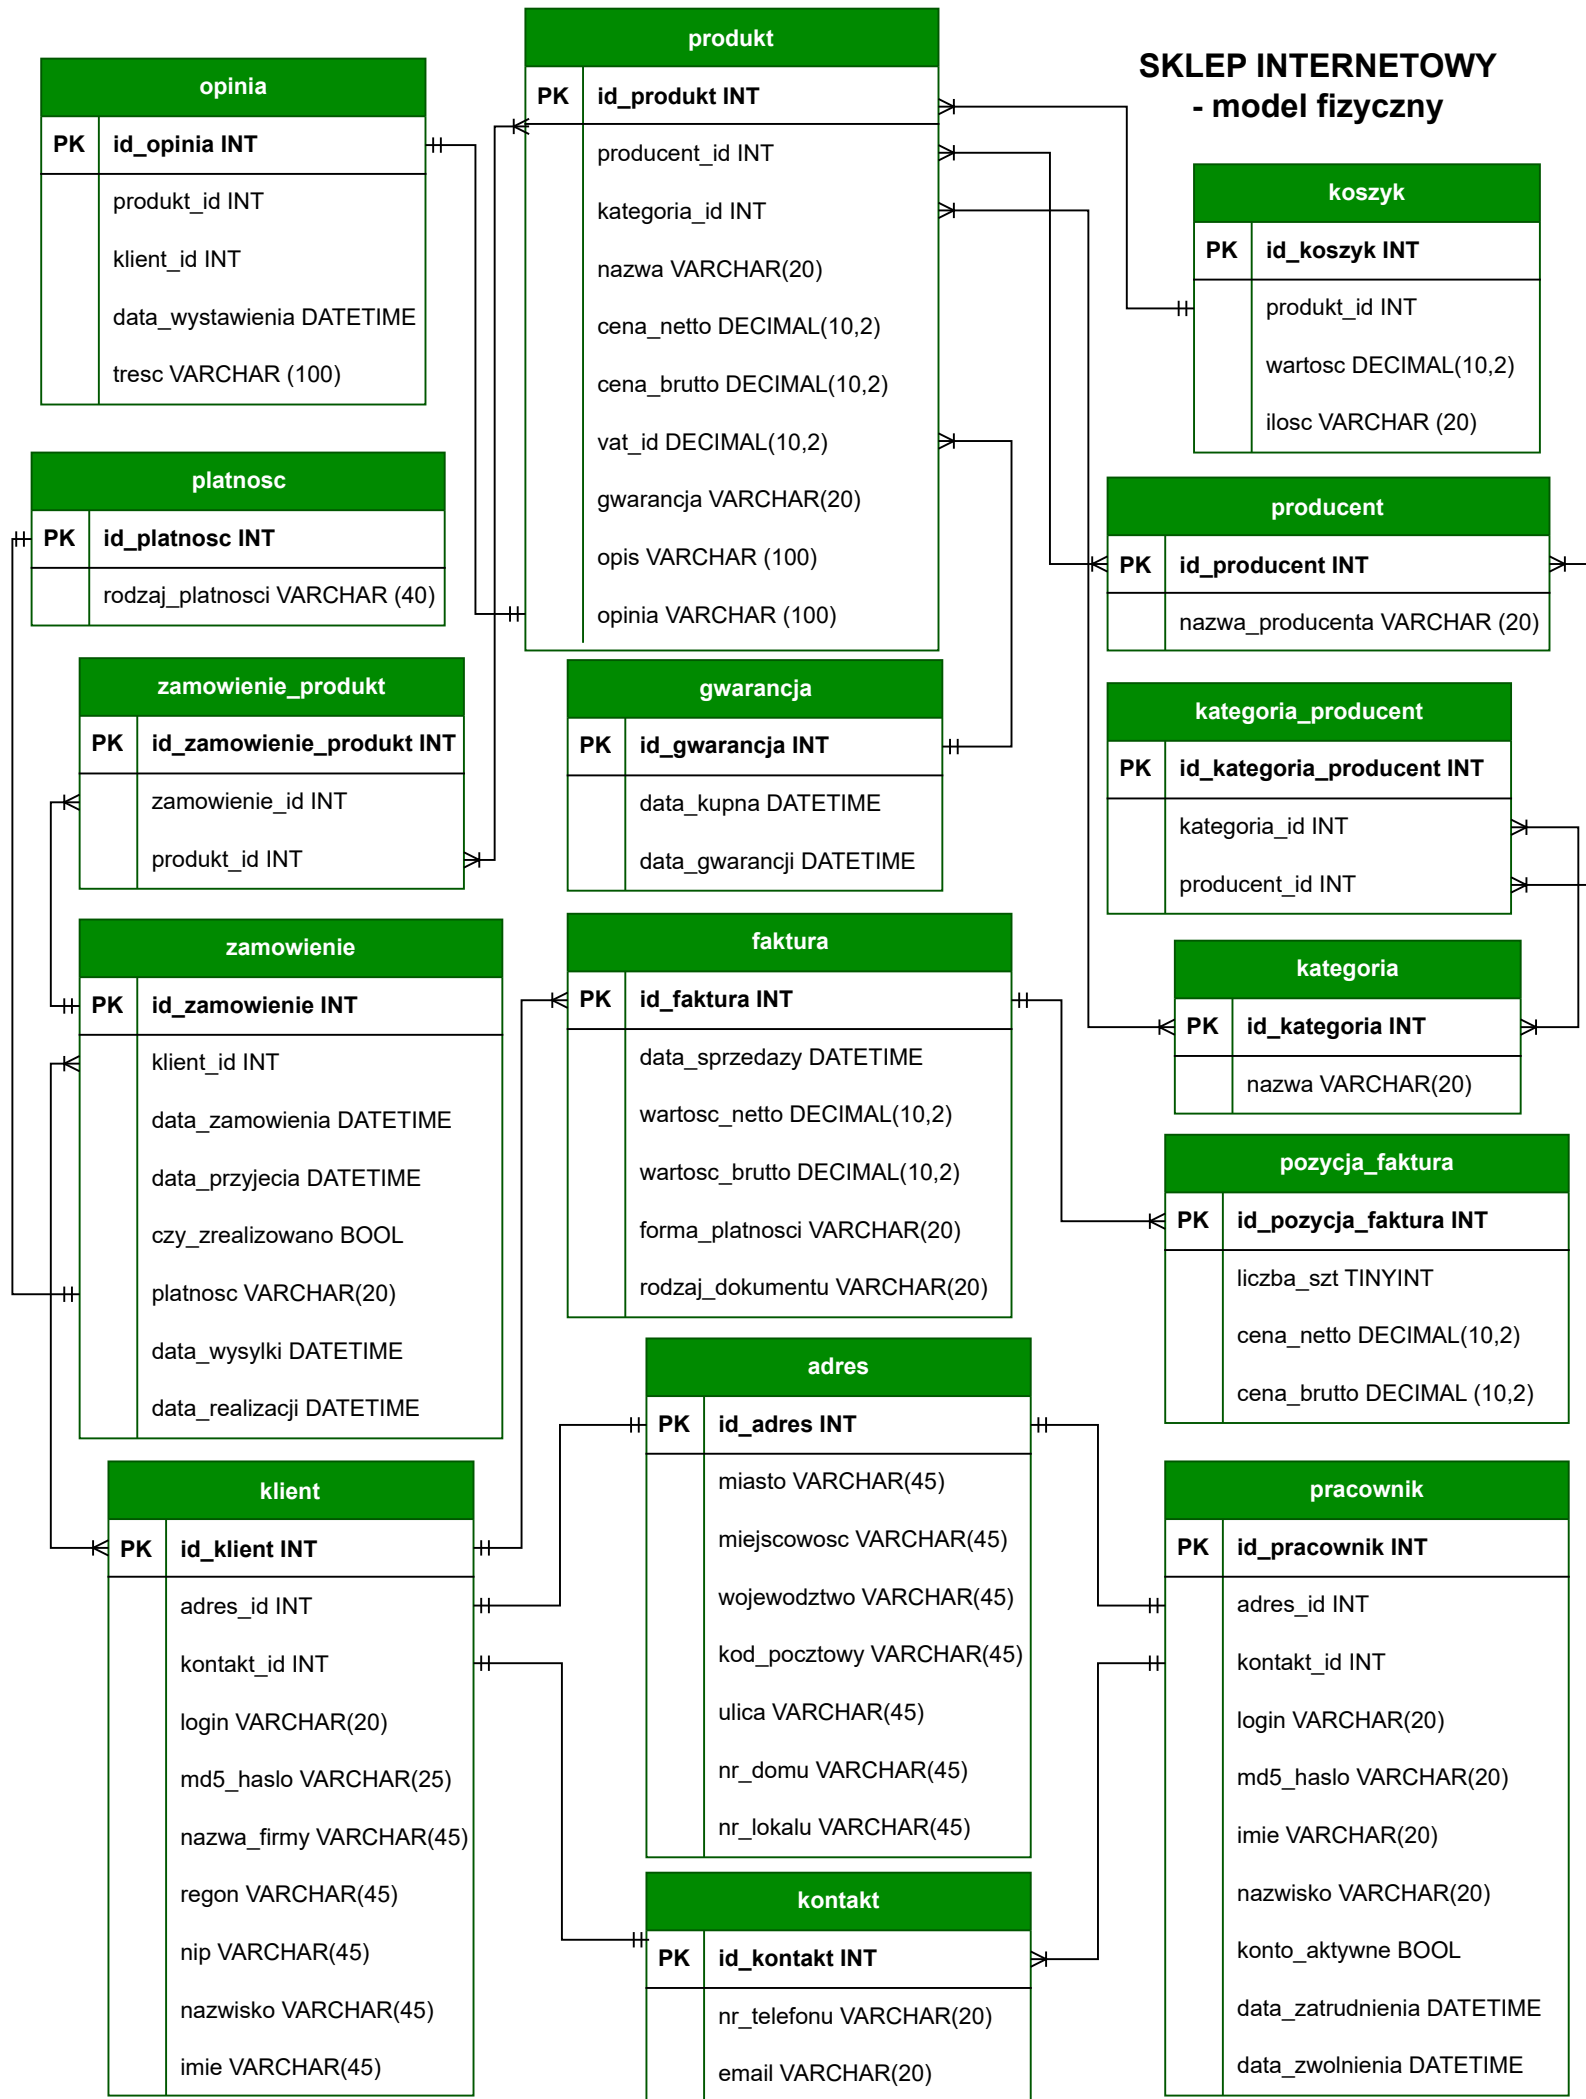 SKLEP INTERNETOWY
- model fizyczny
opinia
PK id_opinia INT
produkt_id INT
klient_id INT
data_wystawienia DATETIME
tresc VARCHAR (100)
produkt
PK id_produkt INT
producent_id INT
kategoria_id INT
nazwa VARCHAR(20)
cena_netto DECIMAL(10,2)
cena_brutto DECIMAL(10,2)
vat_id DECIMAL(10,2)
gwarancja VARCHAR(20)
opis VARCHAR (100)
opinia VARCHAR (100)
koszyk
PK id_koszyk INT
produkt_id INT
wartosc DECIMAL(10,2)
ilosc VARCHAR (20)
platnosc
PK id_platnosc INT
rodzaj_platnosci VARCHAR (40)
producent
PK id_producent INT
nazwa_producenta VARCHAR (20)
zamowienie_produkt
PK id_zamowienie_produkt INT
zamowienie_id INT
produkt_id INT
gwarancja
PK id_gwarancja INT
data_kupna DATETIME
data_gwarancji DATETIME
kategoria_producent
PK id_kategoria_producent INT
kategoria_id INT
producent_id INT
zamowienie
PK id_zamowienie INT
klient_id INT
data_zamowienia DATETIME
data_przyjecia DATETIME
czy_zrealizowano BOOL
platnosc VARCHAR(20)
data_wysylki DATETIME
data_realizacji DATETIME
faktura
PK id_faktura INT
data_sprzedazy DATETIME
wartosc_netto DECIMAL(10,2)
wartosc_brutto DECIMAL(10,2)
forma_platnosci VARCHAR(20)
rodzaj_dokumentu VARCHAR(20)
kategoria
PK id_kategoria INT
nazwa VARCHAR(20)
pozycja_faktura
PK id_pozycja_faktura INT
liczba_szt TINYINT
cena_netto DECIMAL(10,2)
cena_brutto DECIMAL (10,2)
klient
PK id_klient INT
adres_id INT
kontakt_id INT
login VARCHAR(20)
md5_haslo VARCHAR(25)
nazwa_firmy VARCHAR(45)
regon VARCHAR(45)
nip VARCHAR(45)
nazwisko VARCHAR(45)
imie VARCHAR(45)
adres
PK id_adres INT
miasto VARCHAR(45)
miejscowosc VARCHAR(45)
wojewodztwo VARCHAR(45)
kod_pocztowy VARCHAR(45)
ulica VARCHAR(45)
nr_domu VARCHAR(45)
nr_lokalu VARCHAR(45)
kontakt
PK id_kontakt INT
nr_telefonu VARCHAR(20)
email VARCHAR(20)
pracownik
PK id_pracownik INT
adres_id INT
kontakt_id INT
login VARCHAR(20)
md5_haslo VARCHAR(20)
imie VARCHAR(20)
nazwisko VARCHAR(20)
konto_aktywne BOOL
data_zatrudnienia DATETIME
data_zwolnienia DATETIME